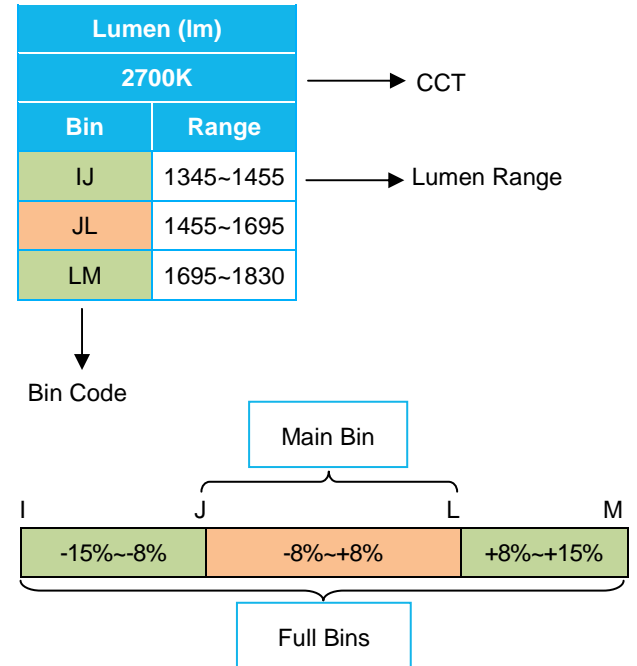 Lumen (lm)
2700K
CCT
Bin Range
IJ 1345~1455
Lumen Range
JL 1455~1695
LM 1695~1830
Bin Code
Main Bin
I J L M
-15%~-8% -8%~+8% +8%~+15%
Full Bins